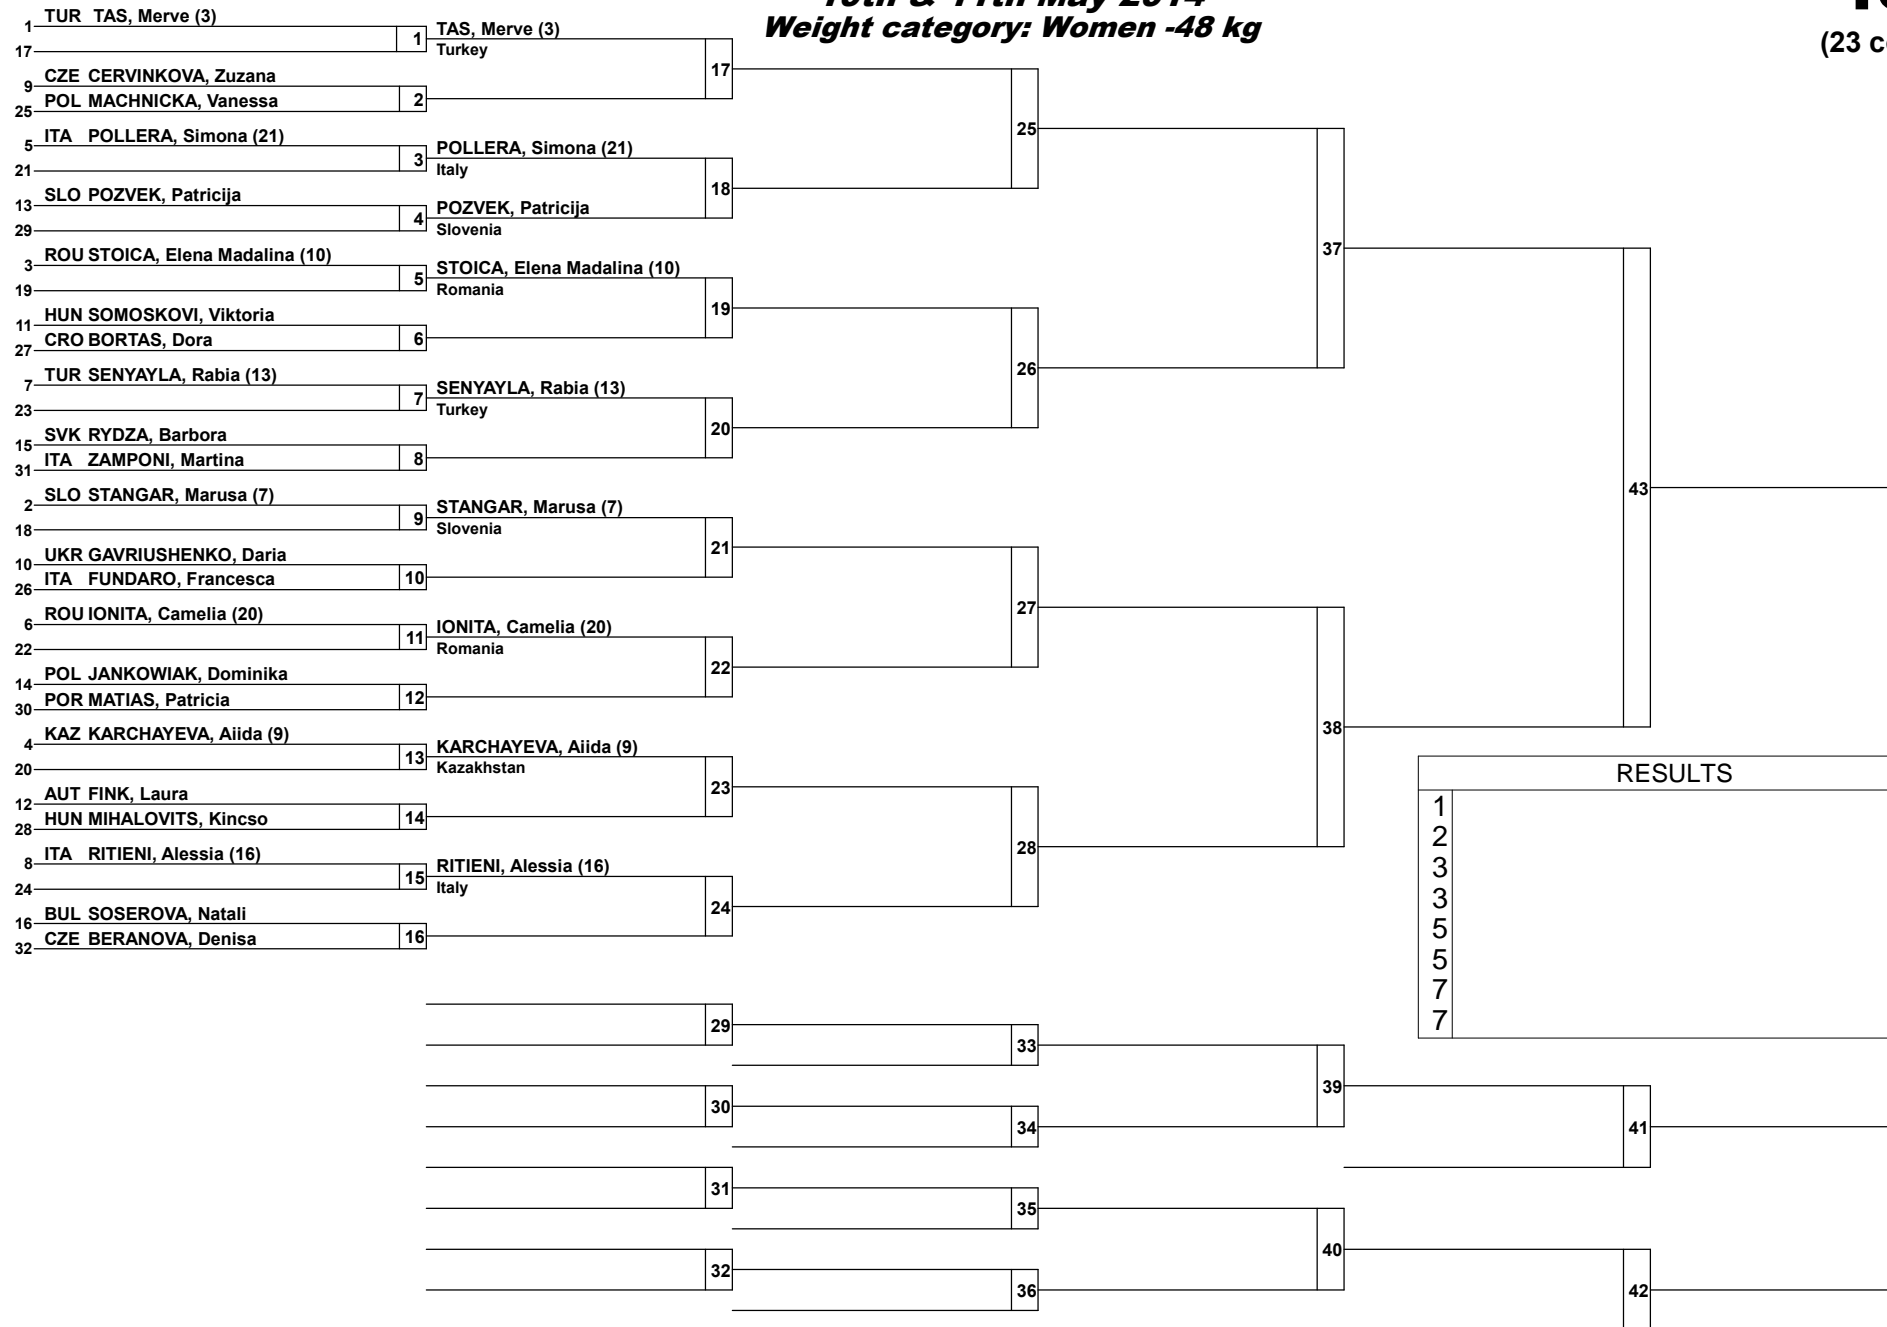 10th & 11th May 2014
Weight category: Women -48 kg
(23 c
1 TUR TAS, Merve (3)
17
1 TAS, Merve (3)
Turkey
9 CZE CERVINKOVA, Zuzana
25 POL MACHNICKA, Vanessa
2
17
5 ITA POLLERA, Simona (21)
21
3 POLLERA, Simona (21)
Italy
13 SLO POZVEK, Patricija
29
4 POZVEK, Patricija
Slovenia
18
25
3 ROU STOICA, Elena Madalina (10)
19
5 STOICA, Elena Madalina (10)
Romania
11 HUN SOMOSKOVI, Viktoria
27 CRO BORTAS, Dora
6
19
7 TUR SENYAYLA, Rabia (13)
23
7 SENYAYLA, Rabia (13)
Turkey
15 SVK RYDZA, Barbora
31 ITA ZAMPONI, Martina
8
20
26
37
2 SLO STANGAR, Marusa (7)
18
9 STANGAR, Marusa (7)
Slovenia
10 UKR GAVRIUSHENKO, Daria
26 ITA FUNDARO, Francesca
10
21
6 ROU IONITA, Camelia (20)
22
11 IONITA, Camelia (20)
Romania
14 POL JANKOWIAK, Dominika
30 POR MATIAS, Patricia
12
22
27
4 KAZ KARCHAYEVA, Aiida (9)
20
13 KARCHAYEVA, Aiida (9)
Kazakhstan
12 AUT FINK, Laura
28 HUN MIHALOVITS, Kincso
14
23
8 ITA RITIENI, Alessia (16)
24
15 RITIENI, Alessia (16)
Italy
16 BUL SOSEROVA, Natali
32 CZE BERANOVA, Denisa
16
24
28
38
43
RESULTS
1
2
3
3
5
5
7
7
29
33
30
34
39
41
31
35
32
36
40
42